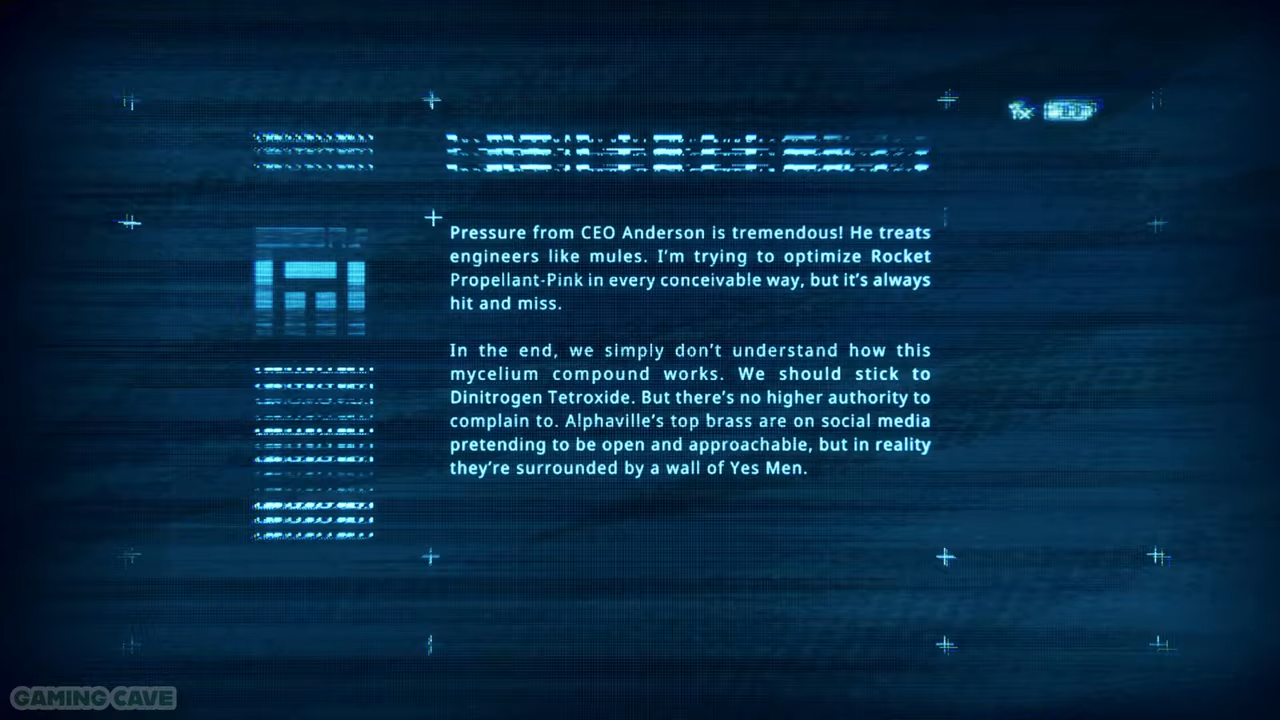 Pressure from CEO Anderson is tremendous! He treats
engineers like mules. I'm trying to optimize Rocket
Propellant-Pink in every conceivable way, but it's always
hit and miss.
In the end, we simply don't understand how this
mycelium compound works. We should stick to
Dinitrogen Tetroxide. But there's no higher authority to
complain to. Alphaville's top brass are on social media
pretending to be open and approachable, but in reality
they're surrounded by a wall of Yes Men.
GAMING CAVE